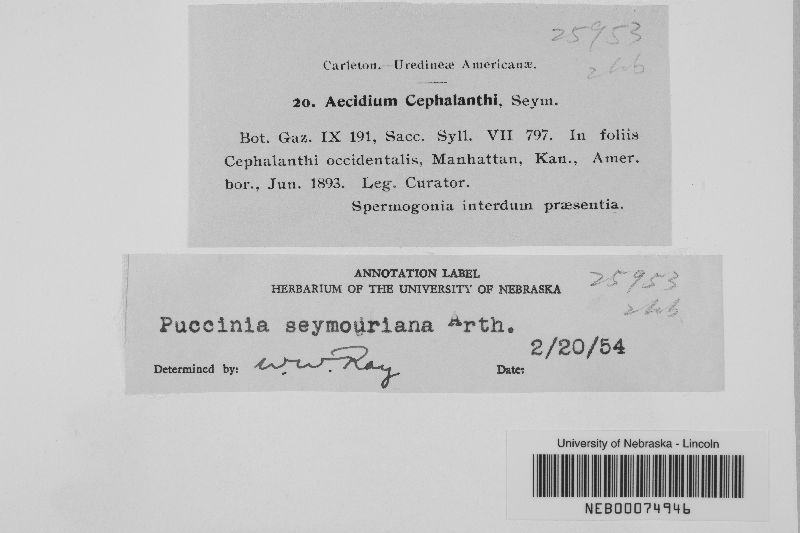 25953
Carleton.—Uredineæ Americanæ.
20. Aecidium Cephalanthi, Seym.
Bot. Gaz. IX 191, Sacc. Syll. VII 797. In foliis
Cephalanthi occidentalis, Manhattan, Kan., Amer.
bor., Jun. 1893. Leg. Curator.
Spermogonia interdum præsentia.
ANNOTATION LABEL
HERBARIUM OF THE UNIVERSITY OF NEBRASKA
25953
Puccinia seymouriana Arth.
2/20/54
Determined by: W.W. Ray Date:
University of Nebraska - Lincoln
NEB00074946